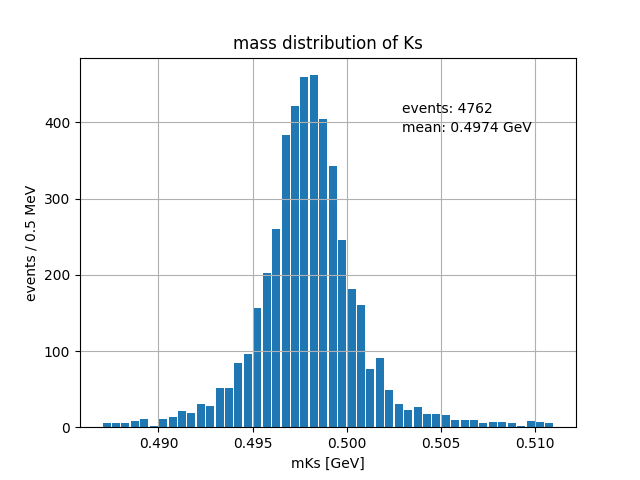 mass distribution of Ks
events: 4762
mean: 0.4974 GeV
events / 0.5 MeV
400
300
200
100
0
0.490 0.495 0.500 0.505 0.510
mKs [GeV]